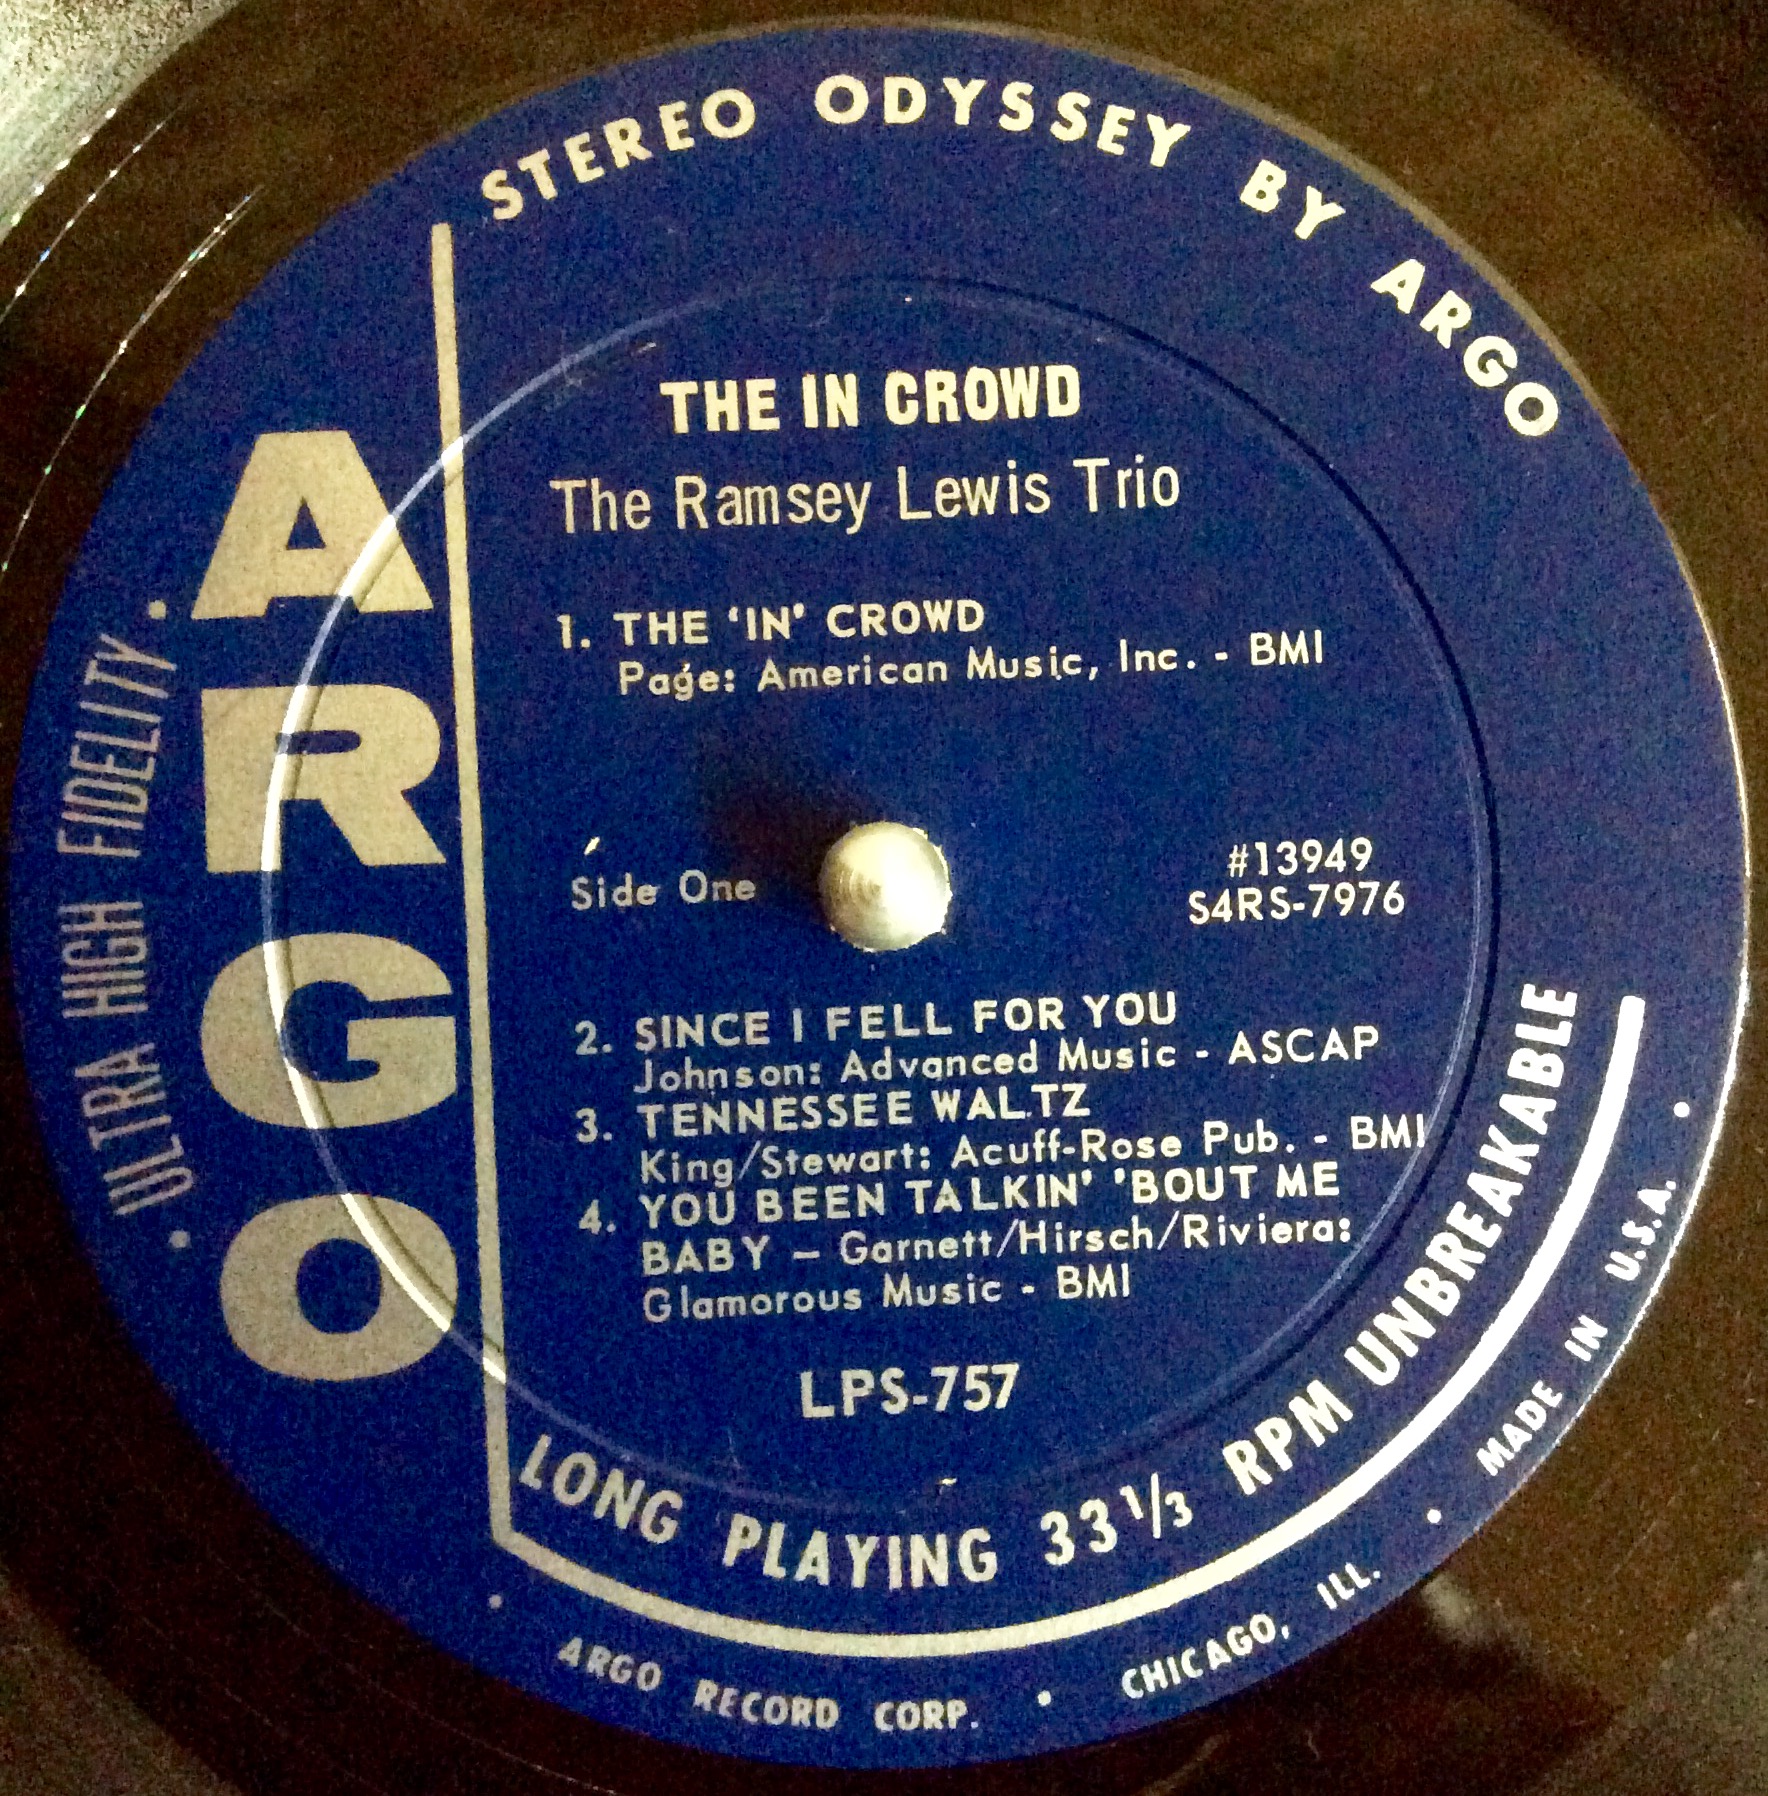 STEREO ODYSSEY BY ARGO
· ULTRA HIGH FIDELITY ·
ARGO
THE IN CROWD
The Ramsey Lewis Trio
1. THE ‘IN’ CROWD
Page: American Music, Inc. - BMI
Side One
#13949
S4RS-7976
2. SINCE I FELL FOR YOU
Johnson: Advanced Music - ASCAP
3. TENNESSEE WALTZ
King/Stewart: Acuff-Rose Pub. - BMI
4. YOU BEEN TALKIN' 'BOUT ME
BABY — Garnett/Hirsch/Riviera:
Glamorous Music - BMI
LPS-757
LONG PLAYING 33 1/3 RPM UNBREAKABLE
· ARGO RECORD CORP. · CHICAGO, ILL. · MADE IN U.S.A. ·